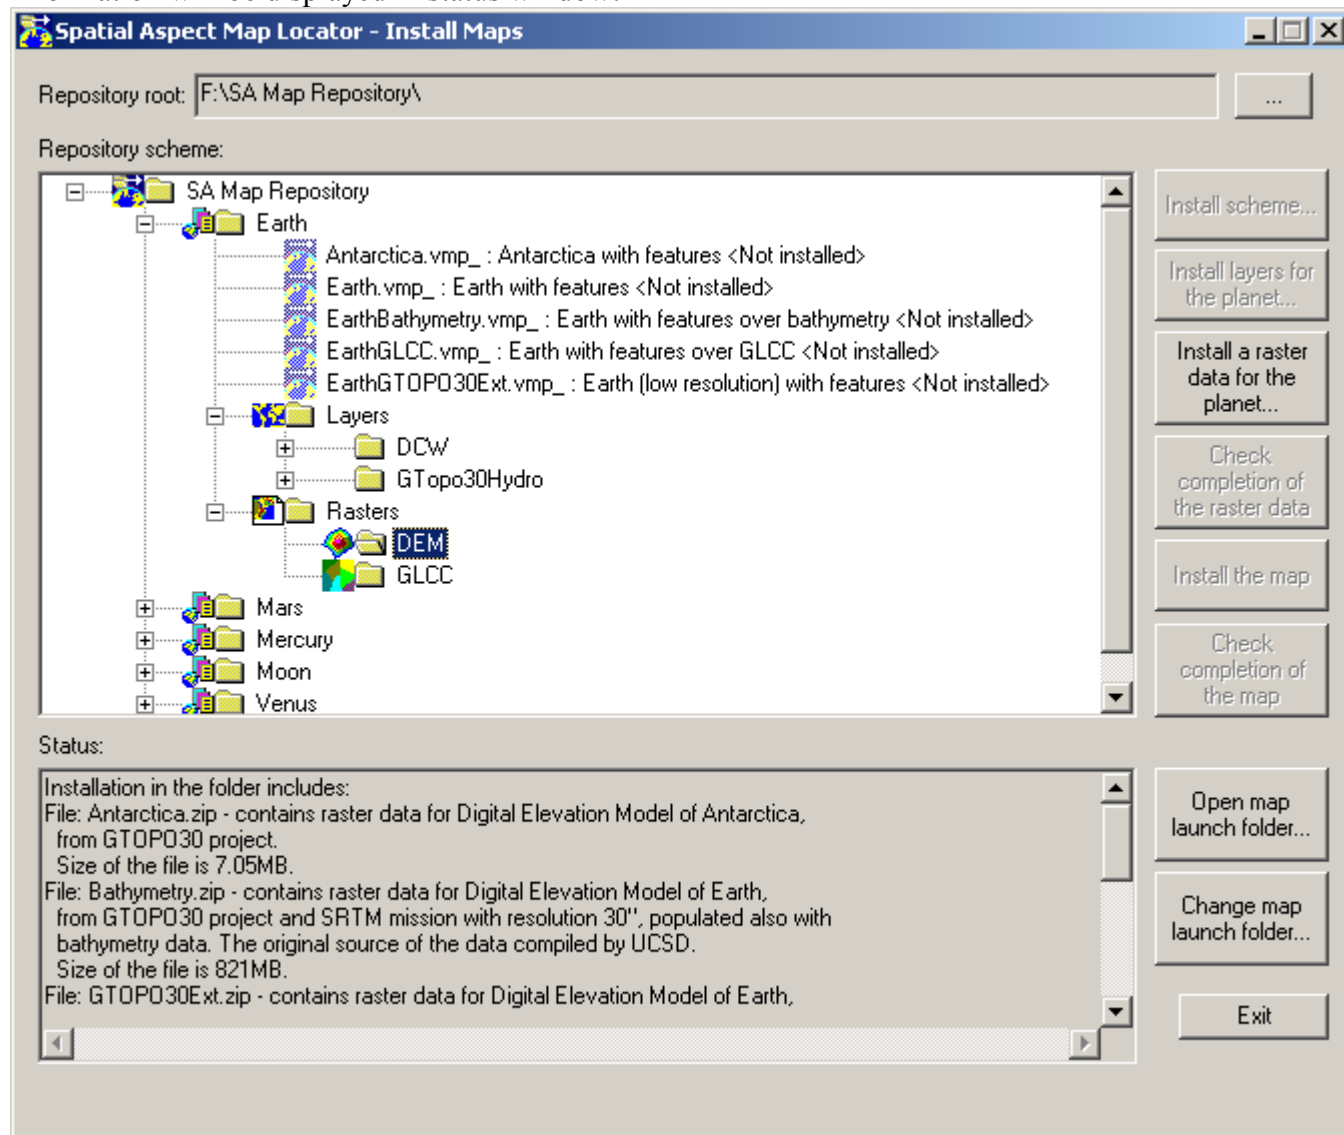 Spatial Aspect Map Locator - Install Maps
Repository root: F:\SA Map Repository\
...
Repository scheme:
SA Map Repository
Earth
Antarctica.vmp_ : Antarctica with features <Not installed>
Earth.vmp_ : Earth with features <Not installed>
EarthBathymetry.vmp_ : Earth with features over bathymetry <Not installed>
EarthGLCC.vmp_ : Earth with features over GLCC <Not installed>
EarthGTOPO30Ext.vmp_ : Earth (low resolution) with features <Not installed>
Layers
DCW
GTopo30Hydro
Rasters
DEM
GLCC
Mars
Mercury
Moon
Venus
Install scheme...
Install layers for
the planet...
Install a raster
data for the
planet...
Check
completion of
the raster data
Install the map
Check
completion of
the map
Status:
Installation in the folder includes:
File: Antarctica.zip - contains raster data for Digital Elevation Model of Antarctica,
from GTOPO30 project.
Size of the file is 7.05MB.
File: Bathymetry.zip - contains raster data for Digital Elevation Model of Earth,
from GTOPO30 project and SRTM mission with resolution 30'', populated also with
bathymetry data. The original source of the data compiled by UCSD.
Size of the file is 821MB.
File: GTOPO30Ext.zip - contains raster data for Digital Elevation Model of Earth,
Open map
launch folder...
Change map
launch folder...
Exit